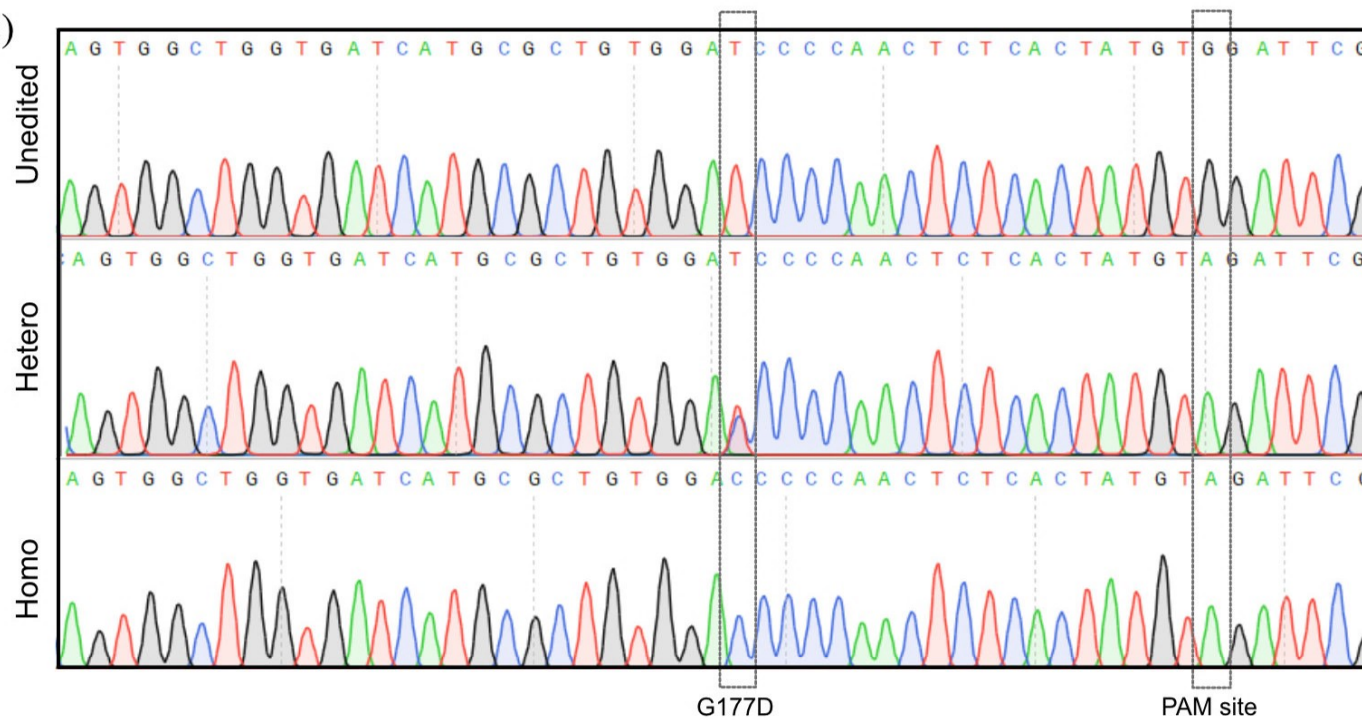 )
Unedited
A G T G G C T G G T G A T C A T G C G C T G T G G A T C C C C A A C T C T C A C T A T G T G G A T T C G
Hetero
C A G T G G C T G G T G A T C A T G C G C T G T G G A T C C C C A A C T C T C A C T A T G T A G A T T C G
Homo
A G T G G C T G G T G A T C A T G C G C T G T G G A C C C C C A A C T C T C A C T A T G T A G A T T C G
G177D
PAM site